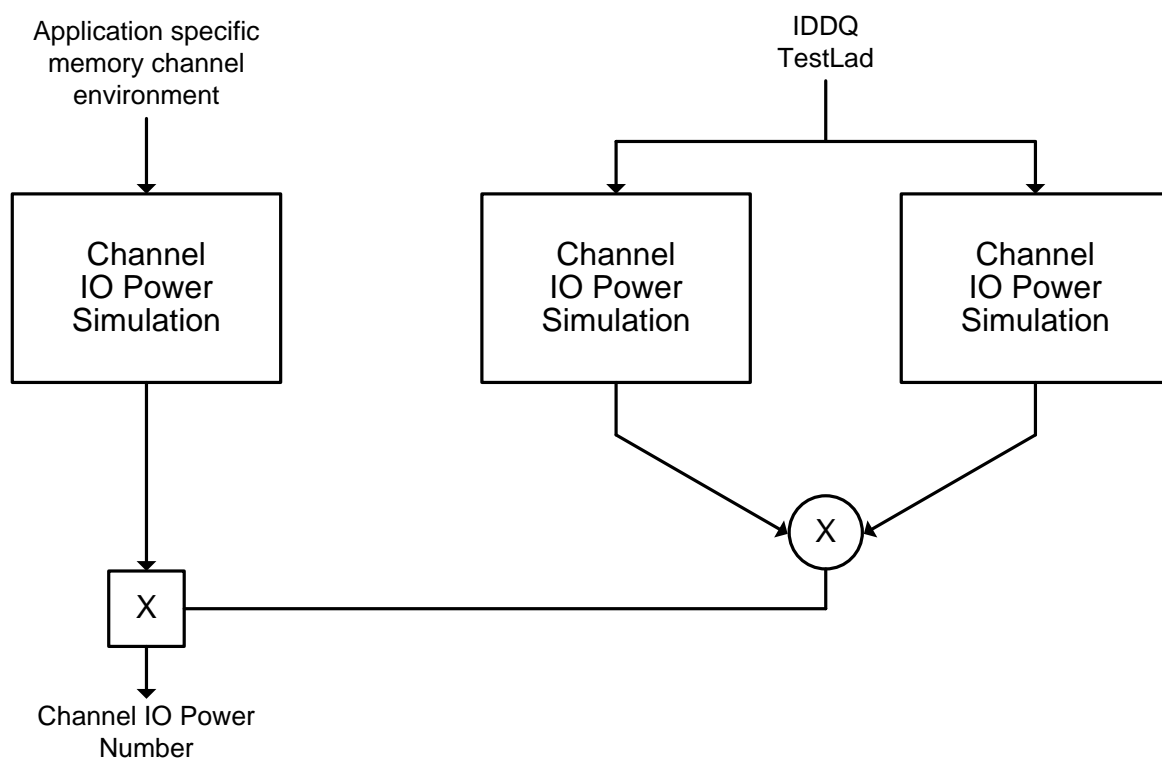 Application specific
memory channel
environment
IDDQ
TestLad
Channel
IO Power
Simulation
Channel
IO Power
Simulation
Channel
IO Power
Simulation
X
X
Channel IO Power
Number